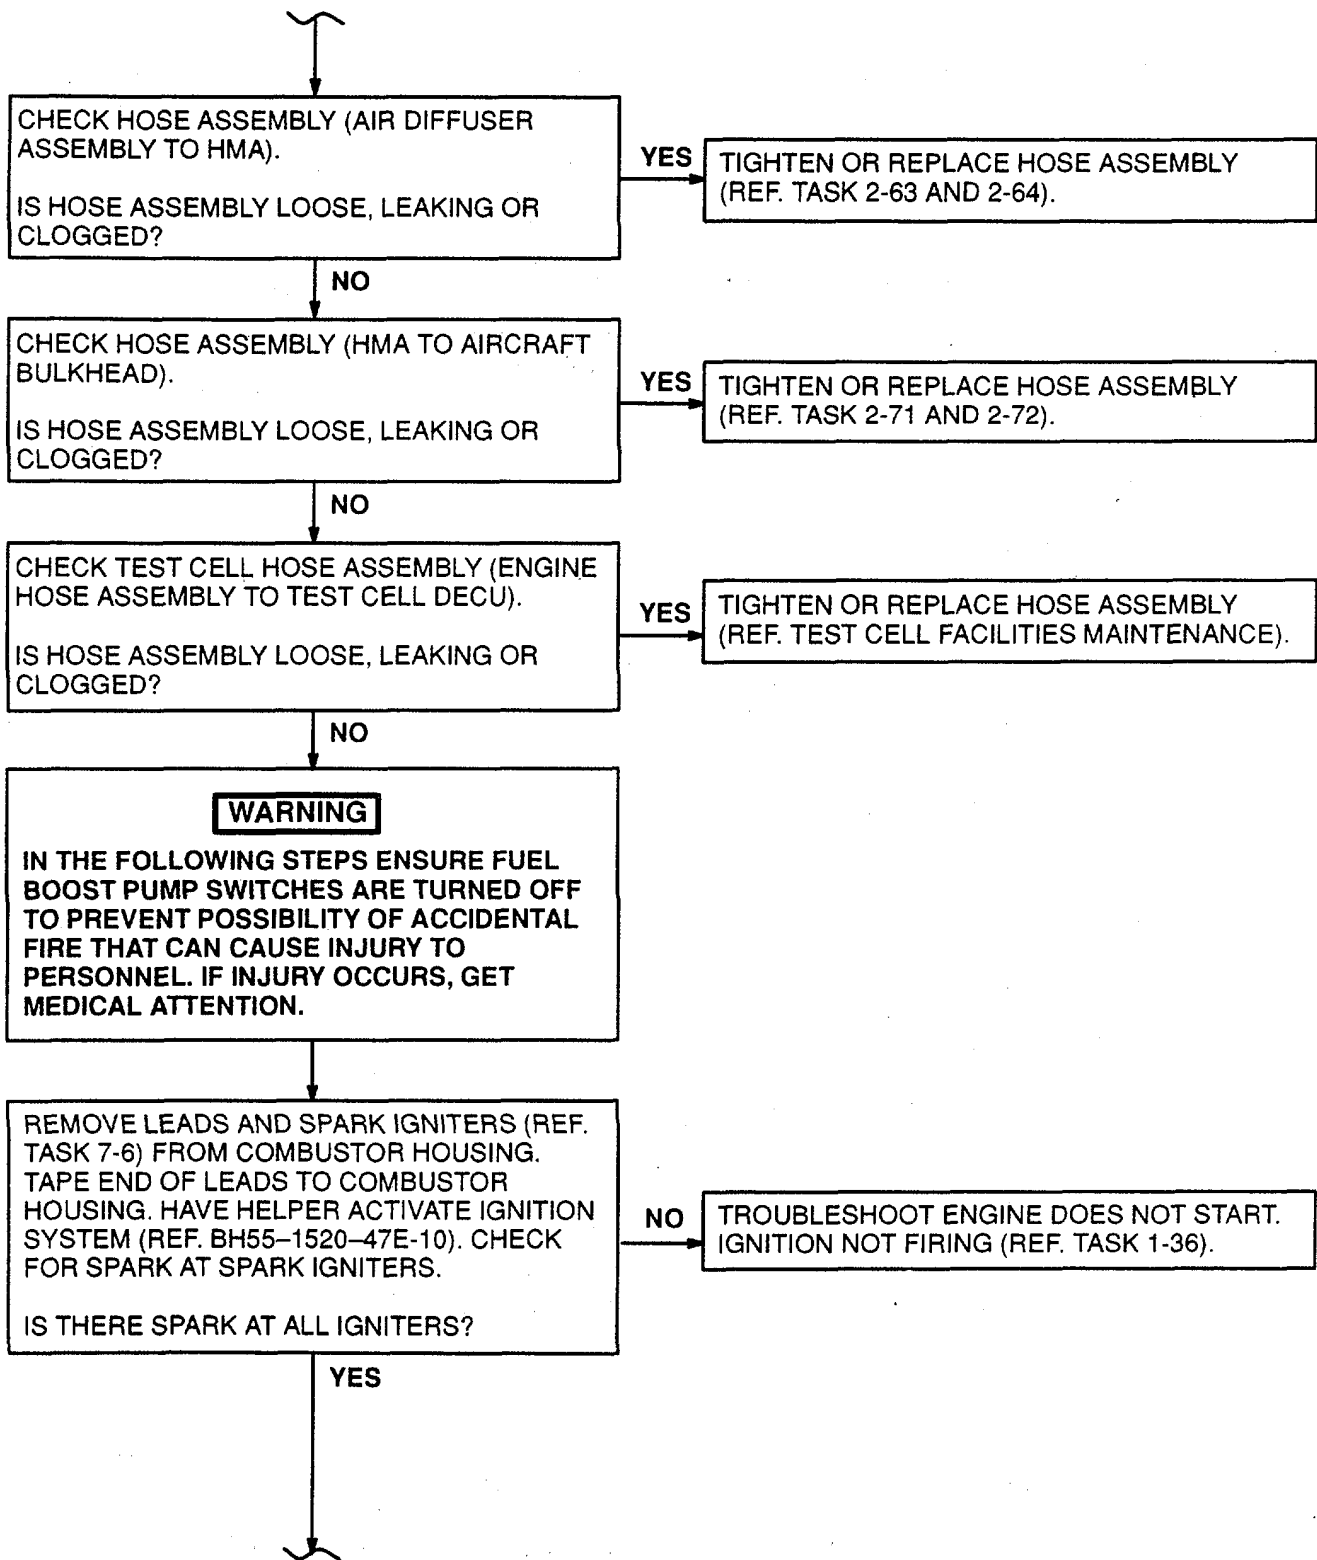 CHECK HOSE ASSEMBLY (AIR DIFFUSER
ASSEMBLY TO HMA).
IS HOSE ASSEMBLY LOOSE, LEAKING OR
CLOGGED?
YES
TIGHTEN OR REPLACE HOSE ASSEMBLY
(REF. TASK 2-63 AND 2-64).
NO
CHECK HOSE ASSEMBLY (HMA TO AIRCRAFT
BULKHEAD).
IS HOSE ASSEMBLY LOOSE, LEAKING OR
CLOGGED?
YES
TIGHTEN OR REPLACE HOSE ASSEMBLY
(REF. TASK 2-71 AND 2-72).
NO
CHECK TEST CELL HOSE ASSEMBLY (ENGINE
HOSE ASSEMBLY TO TEST CELL DECU).
IS HOSE ASSEMBLY LOOSE, LEAKING OR
CLOGGED?
YES
TIGHTEN OR REPLACE HOSE ASSEMBLY
(REF. TEST CELL FACILITIES MAINTENANCE).
NO
WARNING
IN THE FOLLOWING STEPS ENSURE FUEL
BOOST PUMP SWITCHES ARE TURNED OFF
TO PREVENT POSSIBILITY OF ACCIDENTAL
FIRE THAT CAN CAUSE INJURY TO
PERSONNEL. IF INJURY OCCURS, GET
MEDICAL ATTENTION.
REMOVE LEADS AND SPARK IGNITERS (REF.
TASK 7-6) FROM COMBUSTOR HOUSING.
TAPE END OF LEADS TO COMBUSTOR
HOUSING. HAVE HELPER ACTIVATE IGNITION
SYSTEM (REF. BH55–1520–47E-10). CHECK
FOR SPARK AT SPARK IGNITERS.
IS THERE SPARK AT ALL IGNITERS?
NO
TROUBLESHOOT ENGINE DOES NOT START.
IGNITION NOT FIRING (REF. TASK 1-36).
YES